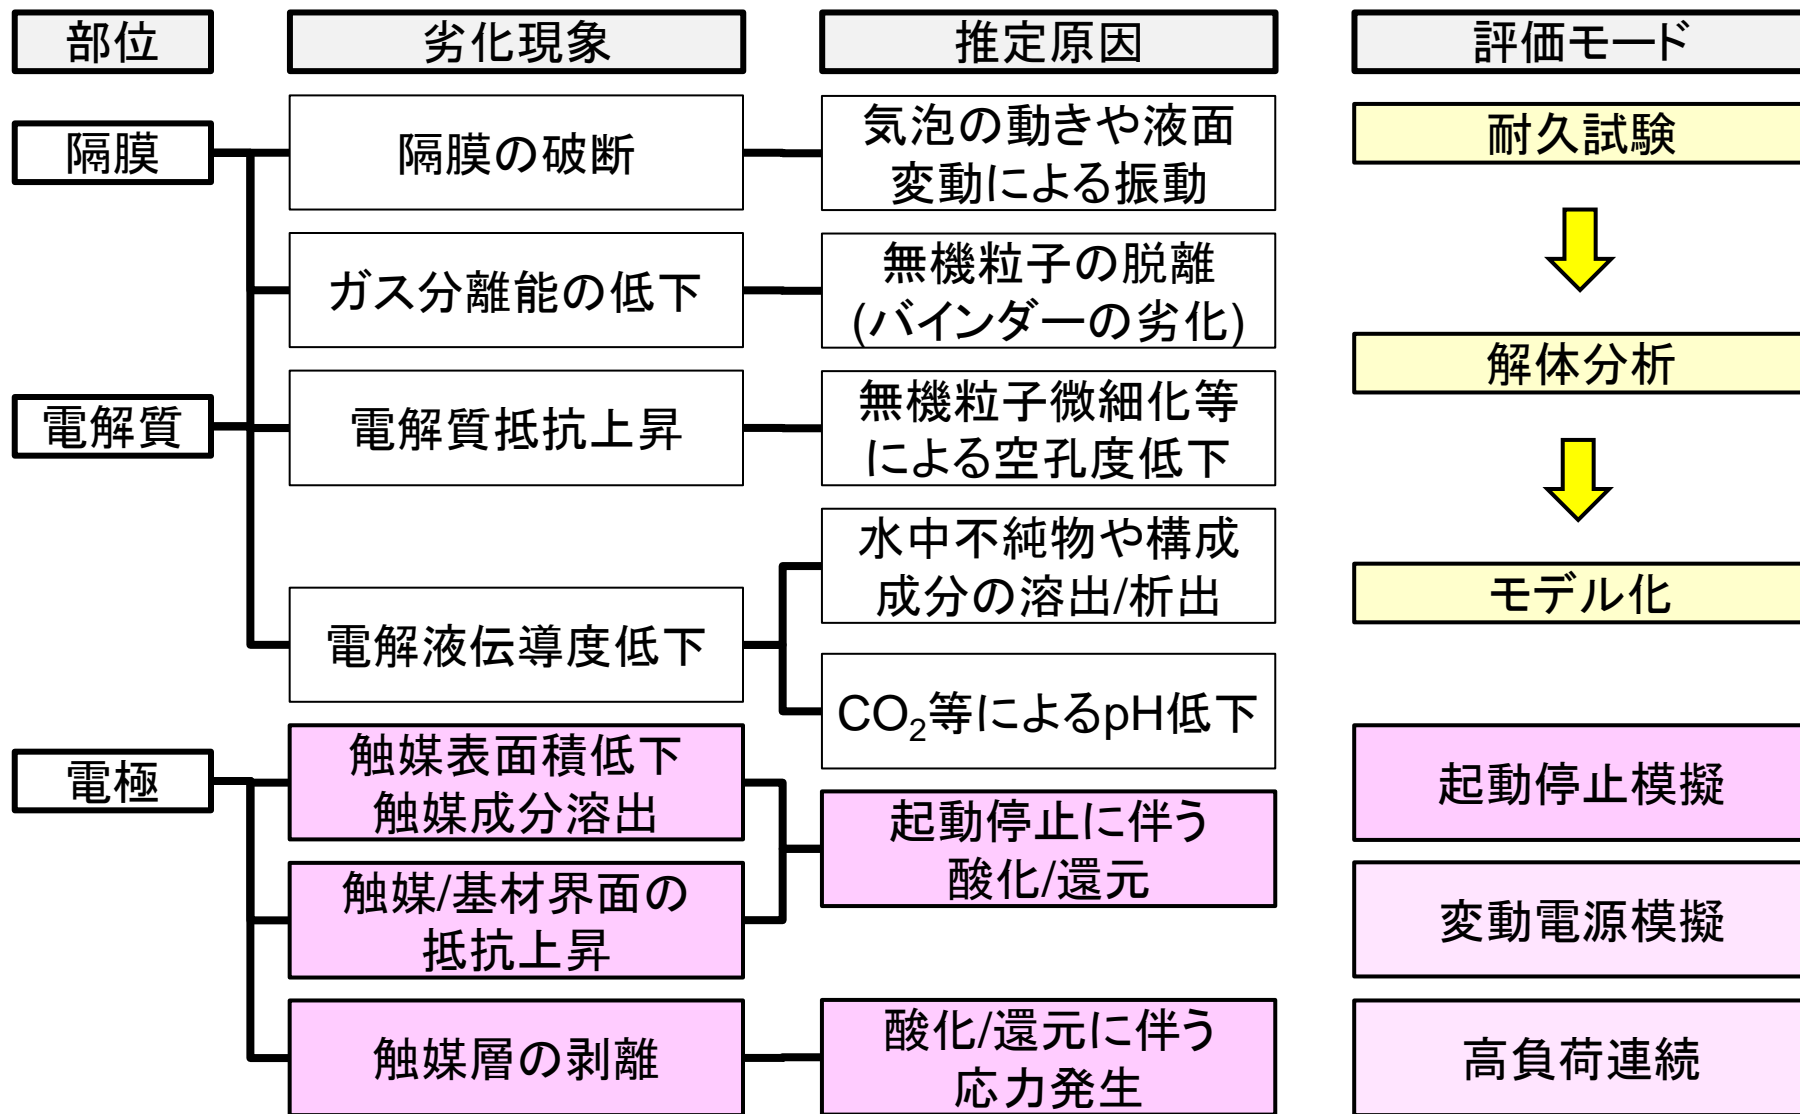 部位
劣化現象
推定原因
評価モード
隔膜
隔膜の破断
気泡の動きや液面
変動による振動
耐久試験
ガス分離能の低下
無機粒子の脱離
(バインダーの劣化)
解体分析
電解質
電解質抵抗上昇
無機粒子微細化等
による空孔度低下
水中不純物や構成
成分の溶出/析出
モデル化
電解液伝導度低下
CO₂等によるpH低下
電極
触媒表面積低下
触媒成分溶出
起動停止に伴う
酸化/還元
起動停止模擬
触媒/基材界面の
抵抗上昇
変動電源模擬
触媒層の剥離
酸化/還元に伴う
応力発生
高負荷連続